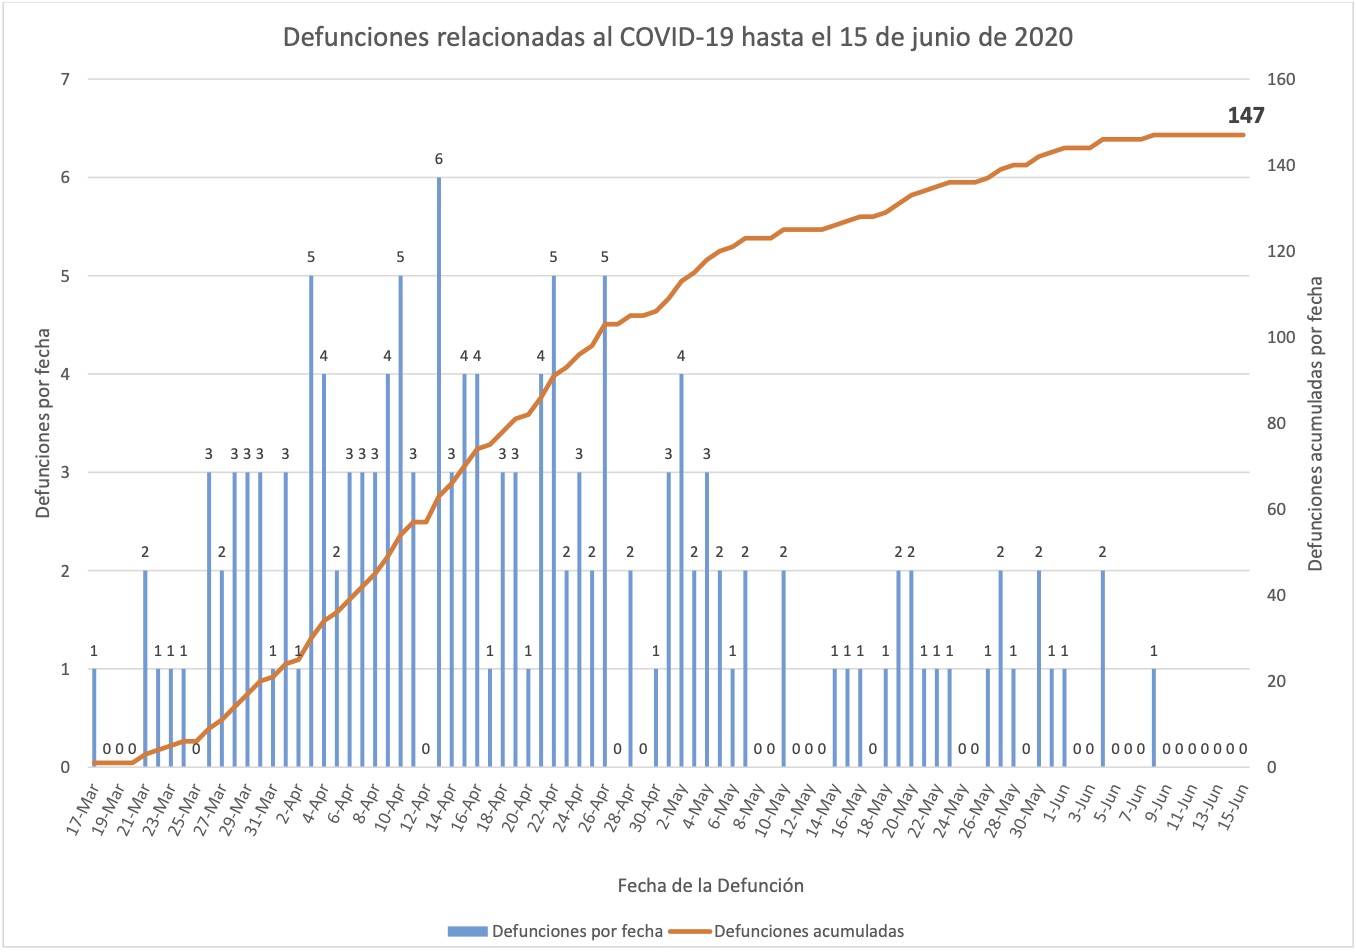 Defunciones relacionadas al COVID-19 hasta el 15 de junio de 2020
7 160
147
6
140
6
5 5 5 5
120
5
4 4 4 4 4 4
100
4
3 3 3 3 3 3 3 3 3 3 3 3 3 3 3
80
3
60
2 2 2 2 2 2 2 2 2 2 2 2 2 2 2
2
40
1 1 1 1 1 1 1 1 1 1 1 1 1 1 1 1 1 1 1 1 1 1
1
20
0 0 0 0 0 0 0 0 0 0 0 0 0 0 0 0 0 0 0 0 0 0 0 0 0 0 0 0
0 0
Defunciones por fecha
Defunciones acumuladas por fecha
17-Mar 19-Mar 21-Mar 23-Mar 25-Mar 27-Mar 29-Mar 31-Mar 2-Apr 4-Apr 6-Apr 8-Apr 10-Apr 12-Apr 14-Apr 16-Apr 18-Apr 20-Apr 22-Apr 24-Apr 26-Apr 28-Apr 30-Apr 2-May 4-May 6-May 8-May 10-May 12-May 14-May 16-May 18-May 20-May 22-May 24-May 26-May 28-May 30-May 1-Jun 3-Jun 5-Jun 7-Jun 9-Jun 11-Jun 13-Jun 15-Jun
Fecha de la Defunción
Defunciones por fecha Defunciones acumuladas